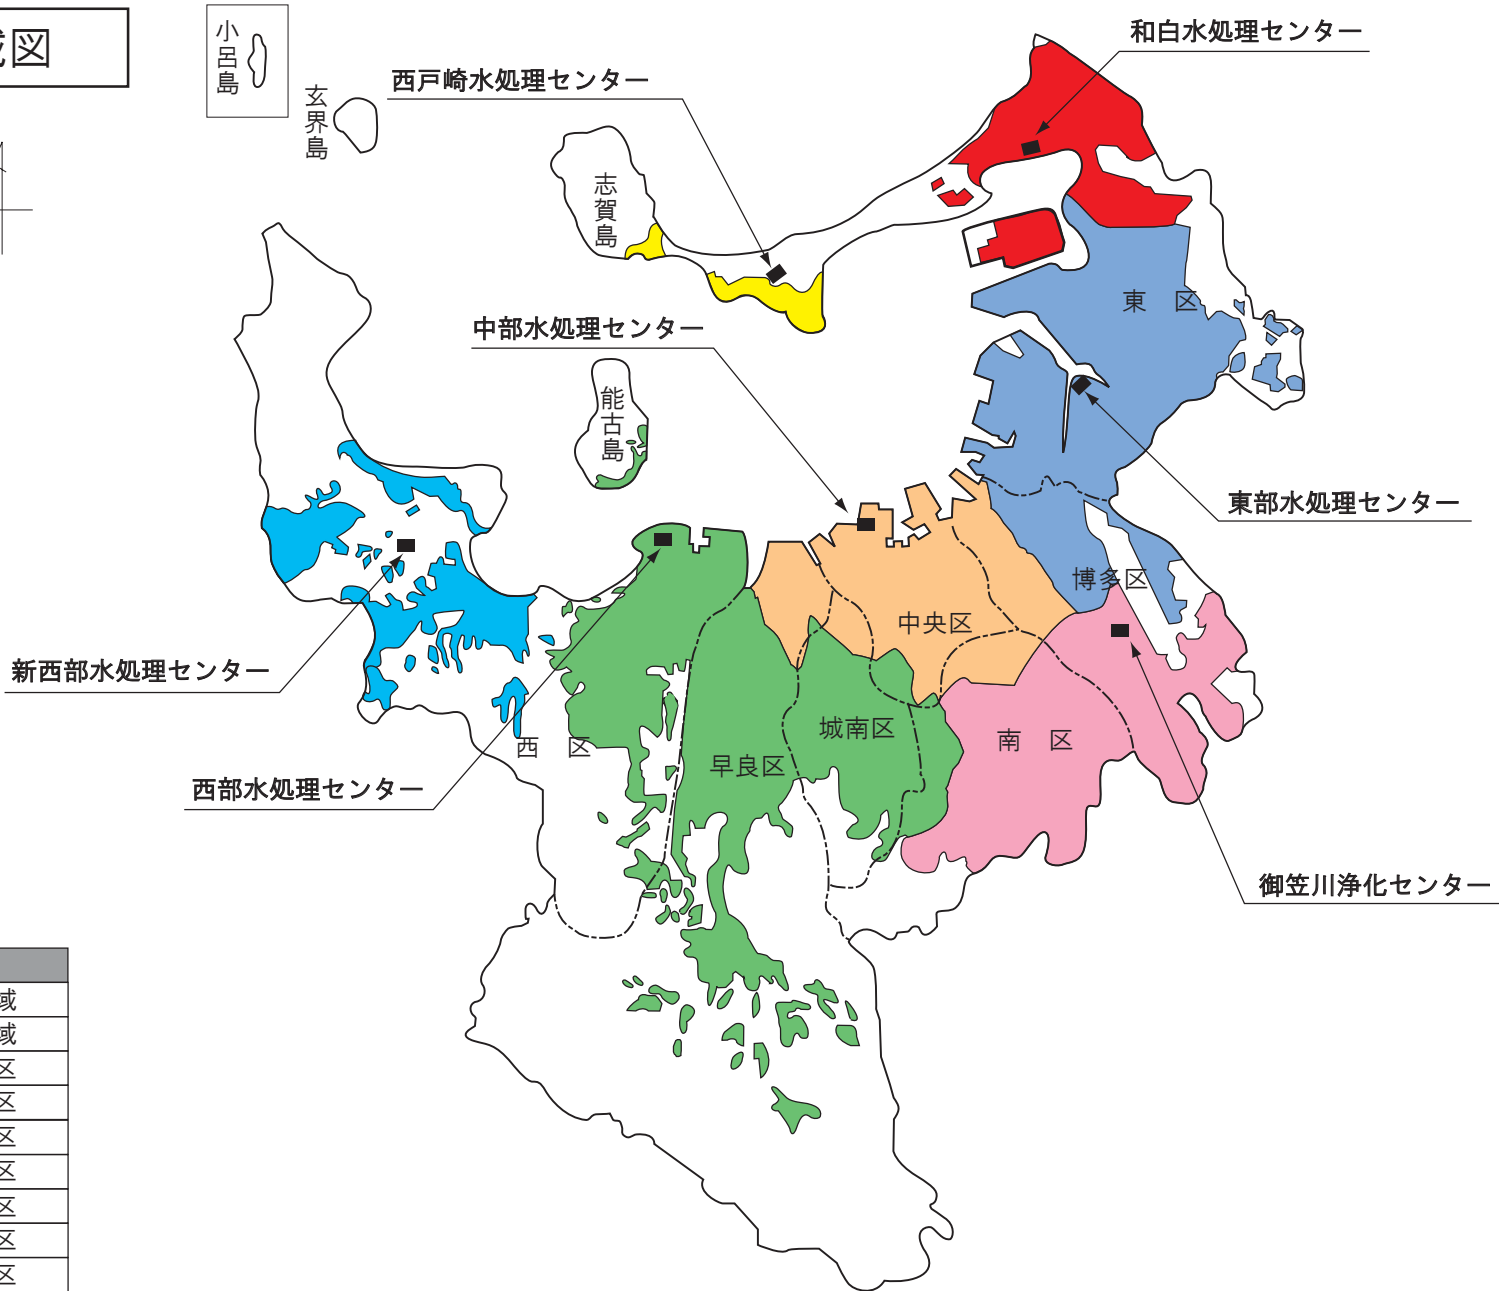 域図
小呂島
玄界島
西戸崎水処理センター
和白水処理センター
志賀島
東　区
中部水処理センター
能古島
東部水処理センター
博多区
中央区
新西部水処理センター
城南区
南　区
西　区
早良区
西部水処理センター
御笠川浄化センター
域
域
区
区
区
区
区
区
区